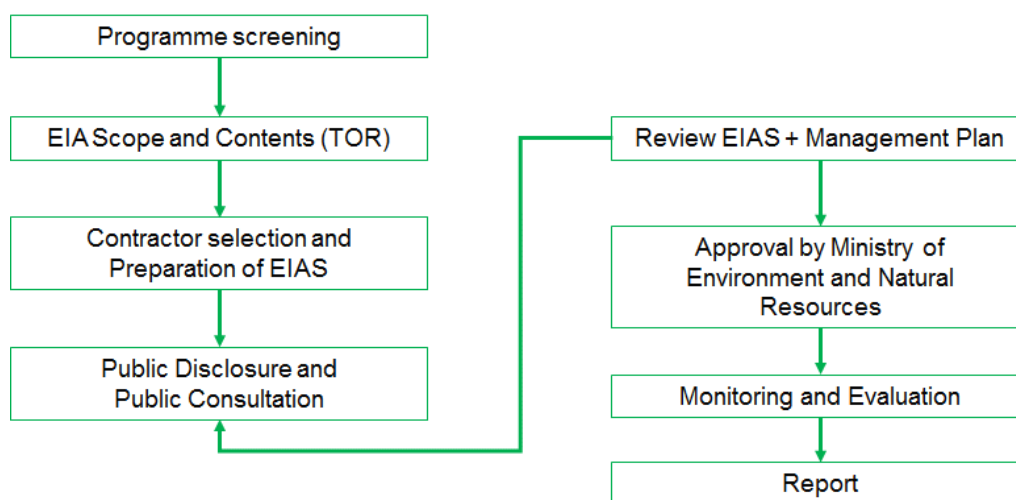 Programme screening
EIA Scope and Contents (TOR)
Contractor selection and
Preparation of EIAS
Public Disclosure and
Public Consultation
Review EIAS + Management Plan
Approval by Ministry of
Environment and Natural
Resources
Monitoring and Evaluation
Report